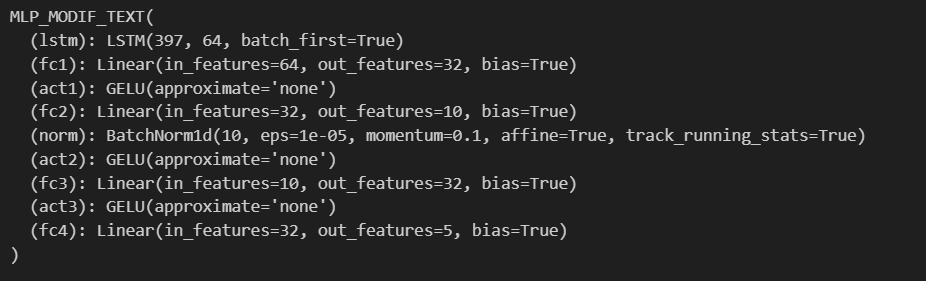 MLP_MODIF_TEXT(
  (lstm): LSTM(397, 64, batch_first=True)
  (fc1): Linear(in_features=64, out_features=32, bias=True)
  (act1): GELU(approximate='none')
  (fc2): Linear(in_features=32, out_features=10, bias=True)
  (norm): BatchNorm1d(10, eps=1e-05, momentum=0.1, affine=True, track_running_stats=True)
  (act2): GELU(approximate='none')
  (fc3): Linear(in_features=10, out_features=32, bias=True)
  (act3): GELU(approximate='none')
  (fc4): Linear(in_features=32, out_features=5, bias=True)
)